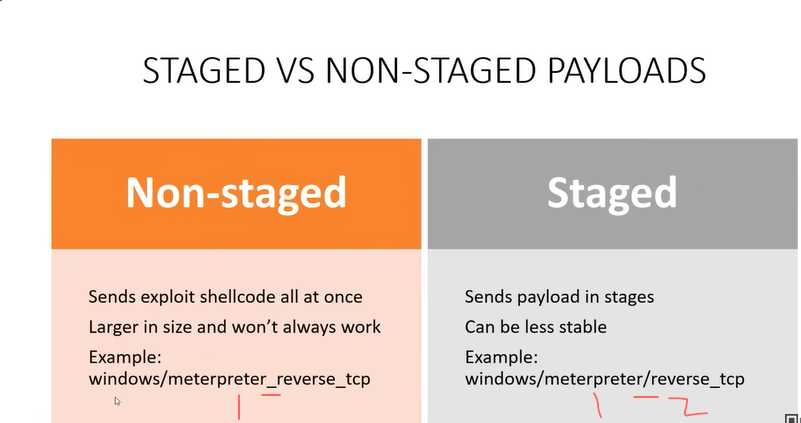 STAGED VS NON-STAGED PAYLOADS
Non-staged
Sends exploit shellcode all at once
Larger in size and won't always work
Example:
windows/meterpreter_reverse_tcp
1
Staged
Sends payload in stages
Can be less stable
Example:
windows/meterpreter/reverse_tcp
1 2